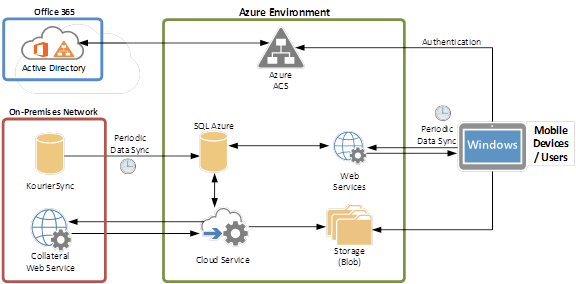 Office 365
Azure Environment
Active Directory
Azure
ACS
Authentication
On-Premises Network
KourierSync
Periodic
Data Sync
SQL Azure
Web
Services
Periodic
Data Sync
Windows
Mobile
Devices
/ Users
Collateral
Web Service
Cloud Service
Storage
(Blob)